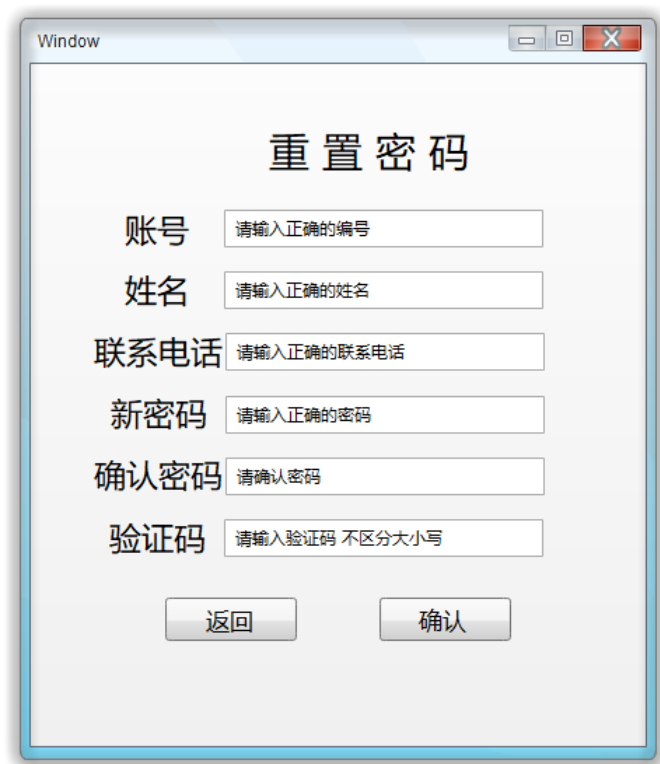 Window
重置密码
账号 请输入正确的编号
姓名 请输入正确的姓名
联系电话 请输入正确的联系电话
新密码 请输入正确的密码
确认密码 请确认密码
验证码 请输入验证码 不区分大小写
返回 确认